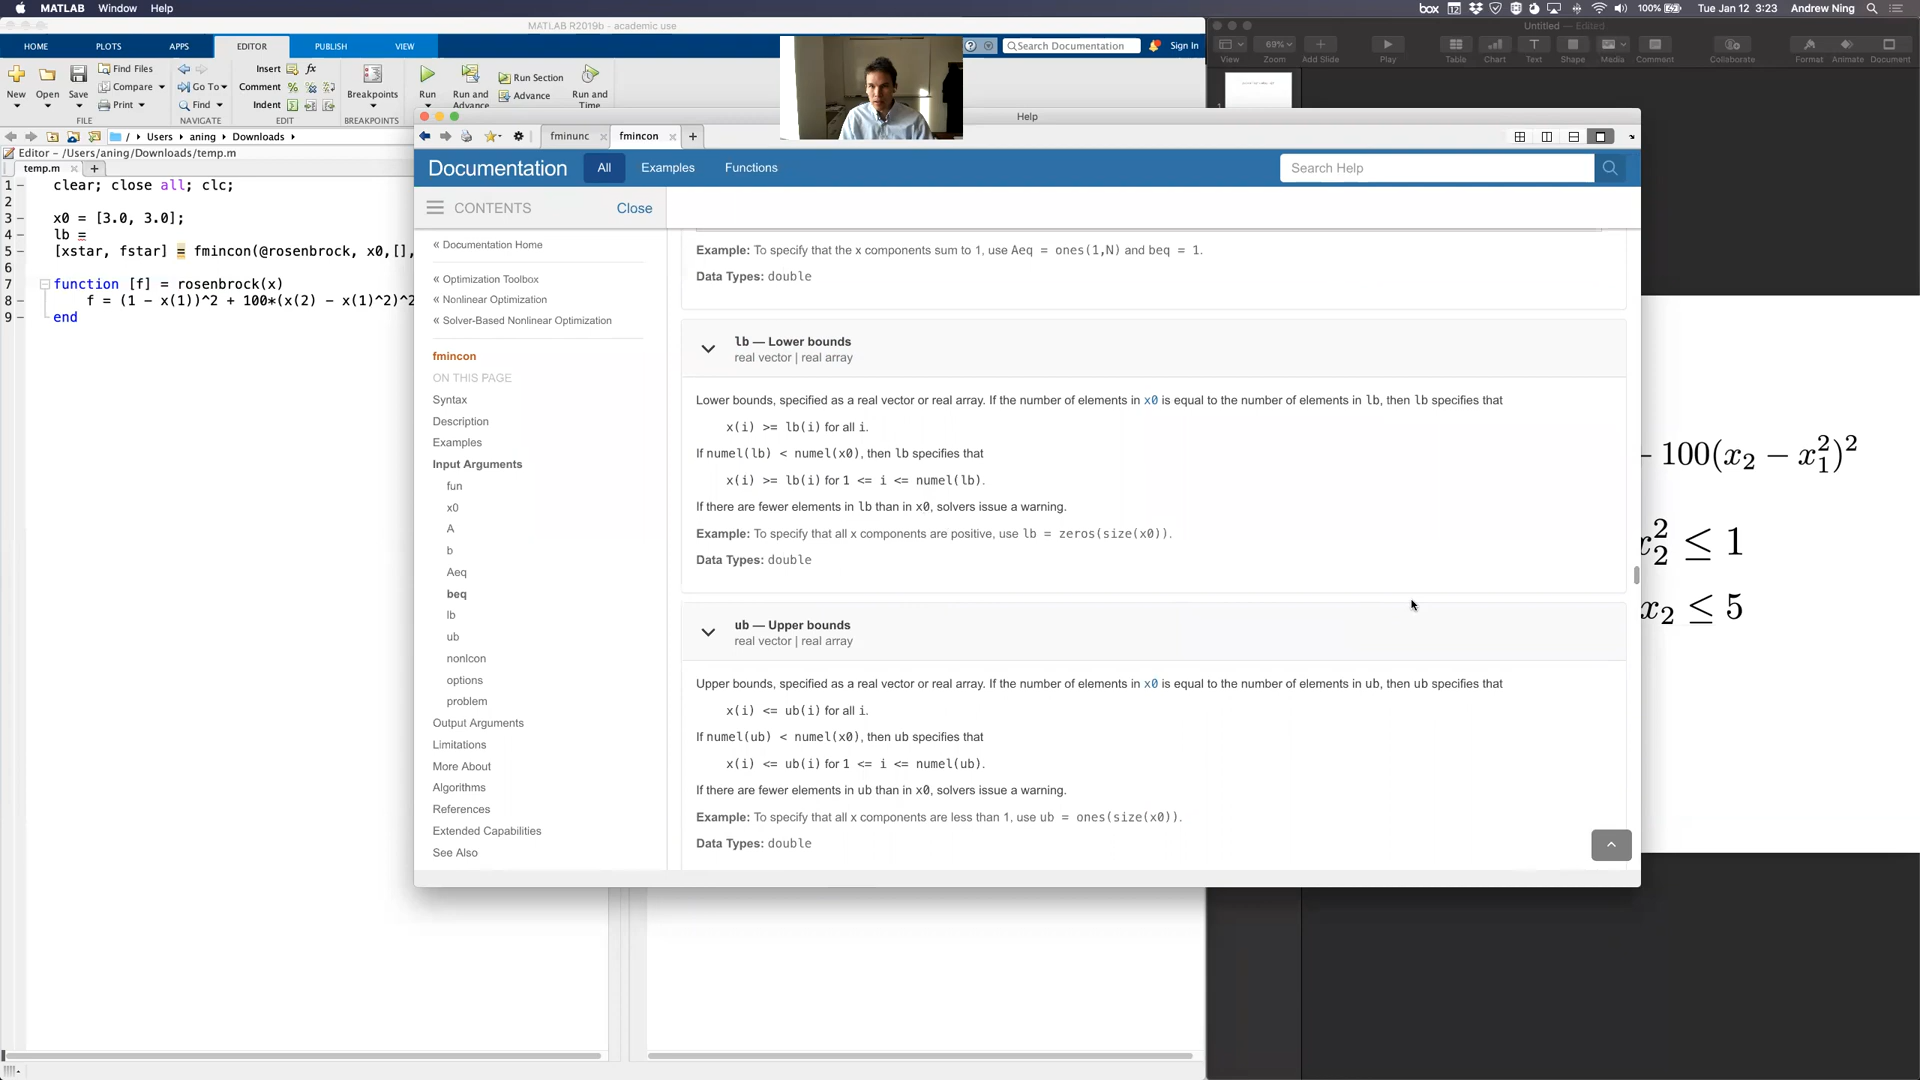 MATLAB Window Help
box 12 100% Tue Jan 12 3:23 Andrew Ning
MATLAB R2019b - academic use
Untitled — Edited
HOME PLOTS APPS EDITOR PUBLISH VIEW
Search Documentation Sign In
69%
View Zoom Add Slide Play Table Chart Text Shape Media Comment Collaborate Format Animate Document
Find Files Insert fx
Compare Go To Comment
Print Find Indent
New Open Save
Breakpoints Run Run and Advance Run Section Advance Run and Time
FILE EDIT BREAKPOINTS
/ Users aning Downloads
Editor - /Users/aning/Downloads/temp.m
temp.m
1 clear; close all; clc;
2
3 x0 = [3.0, 3.0];
4 lb =
5 [xstar, fstar] = fmincon(@rosenbrock, x0,[],
6
7 function [f] = rosenbrock(x)
8 f = (1 - x(1))^2 + 100*(x(2) - x(1)^2)^2
9 end
Help
fminunc fmincon
Documentation All Examples Functions
Search Help
CONTENTS Close
« Documentation Home
« Optimization Toolbox
« Nonlinear Optimization
« Solver-Based Nonlinear Optimization
fmincon
ON THIS PAGE
Syntax
Description
Examples
Input Arguments
fun
x0
A
b
Aeq
beq
lb
ub
nonlcon
options
problem
Output Arguments
Limitations
More About
Algorithms
References
Extended Capabilities
See Also
Example: To specify that the x components sum to 1, use Aeq = ones(1,N) and beq = 1.
Data Types: double
lb — Lower bounds
real vector | real array
Lower bounds, specified as a real vector or real array. If the number of elements in x0 is equal to the number of elements in lb, then lb specifies that
x(i) >= lb(i) for all i.
If numel(lb) < numel(x0), then lb specifies that
x(i) >= lb(i) for 1 <= i <= numel(lb).
If there are fewer elements in lb than in x0, solvers issue a warning.
Example: To specify that all x components are positive, use lb = zeros(size(x0)).
Data Types: double
ub — Upper bounds
real vector | real array
Upper bounds, specified as a real vector or real array. If the number of elements in x0 is equal to the number of elements in ub, then ub specifies that
x(i) <= ub(i) for all i.
If numel(ub) < numel(x0), then ub specifies that
x(i) <= ub(i) for 1 <= i <= numel(ub).
If there are fewer elements in ub than in x0, solvers issue a warning.
Example: To specify that all x components are less than 1, use ub = ones(size(x0)).
Data Types: double
100(x₂ − x₁²)²
x₂² ≤ 1
x₂ ≤ 5